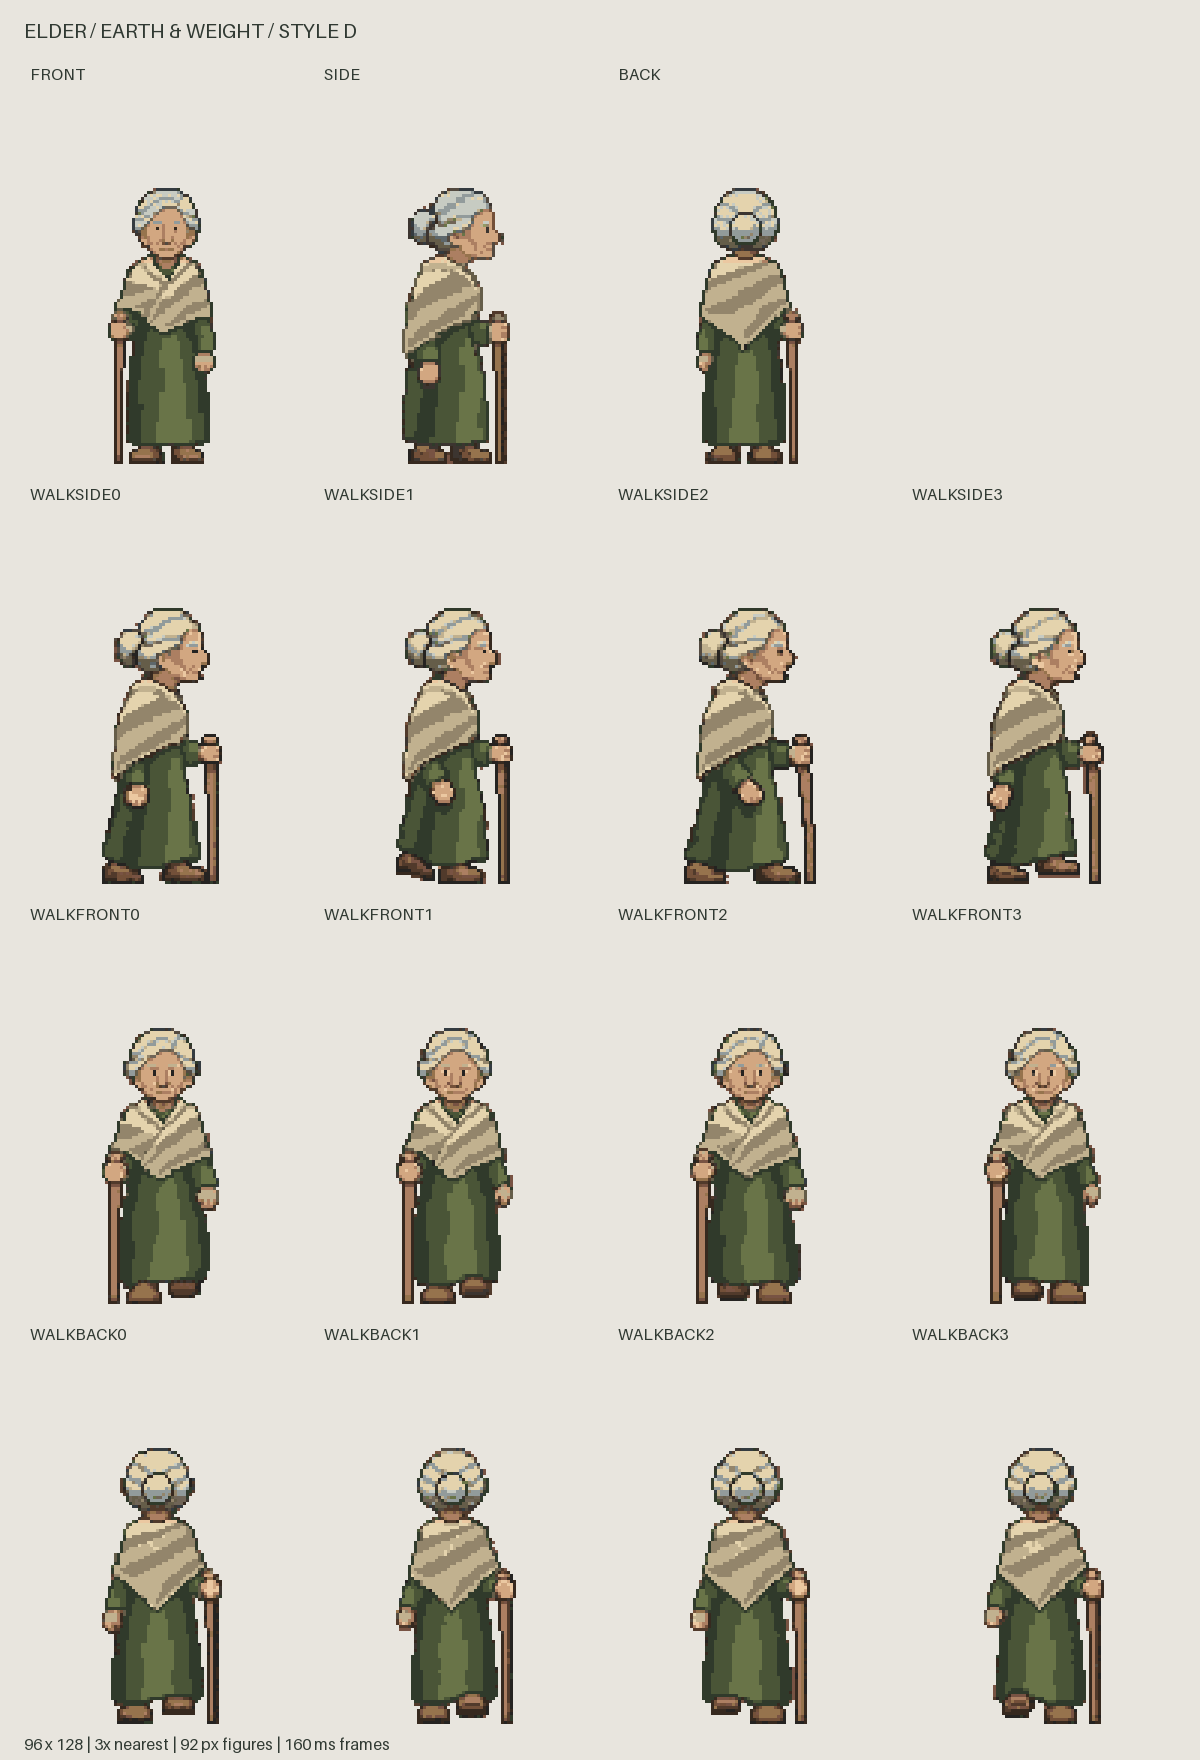 ELDER / EARTH & WEIGHT / STYLE D
FRONT SIDE BACK
WALKSIDE0 WALKSIDE1 WALKSIDE2 WALKSIDE3
WALKFRONT0 WALKFRONT1 WALKFRONT2 WALKFRONT3
WALKBACK0 WALKBACK1 WALKBACK2 WALKBACK3
96 x 128 | 3x nearest | 92 px figures | 160 ms frames